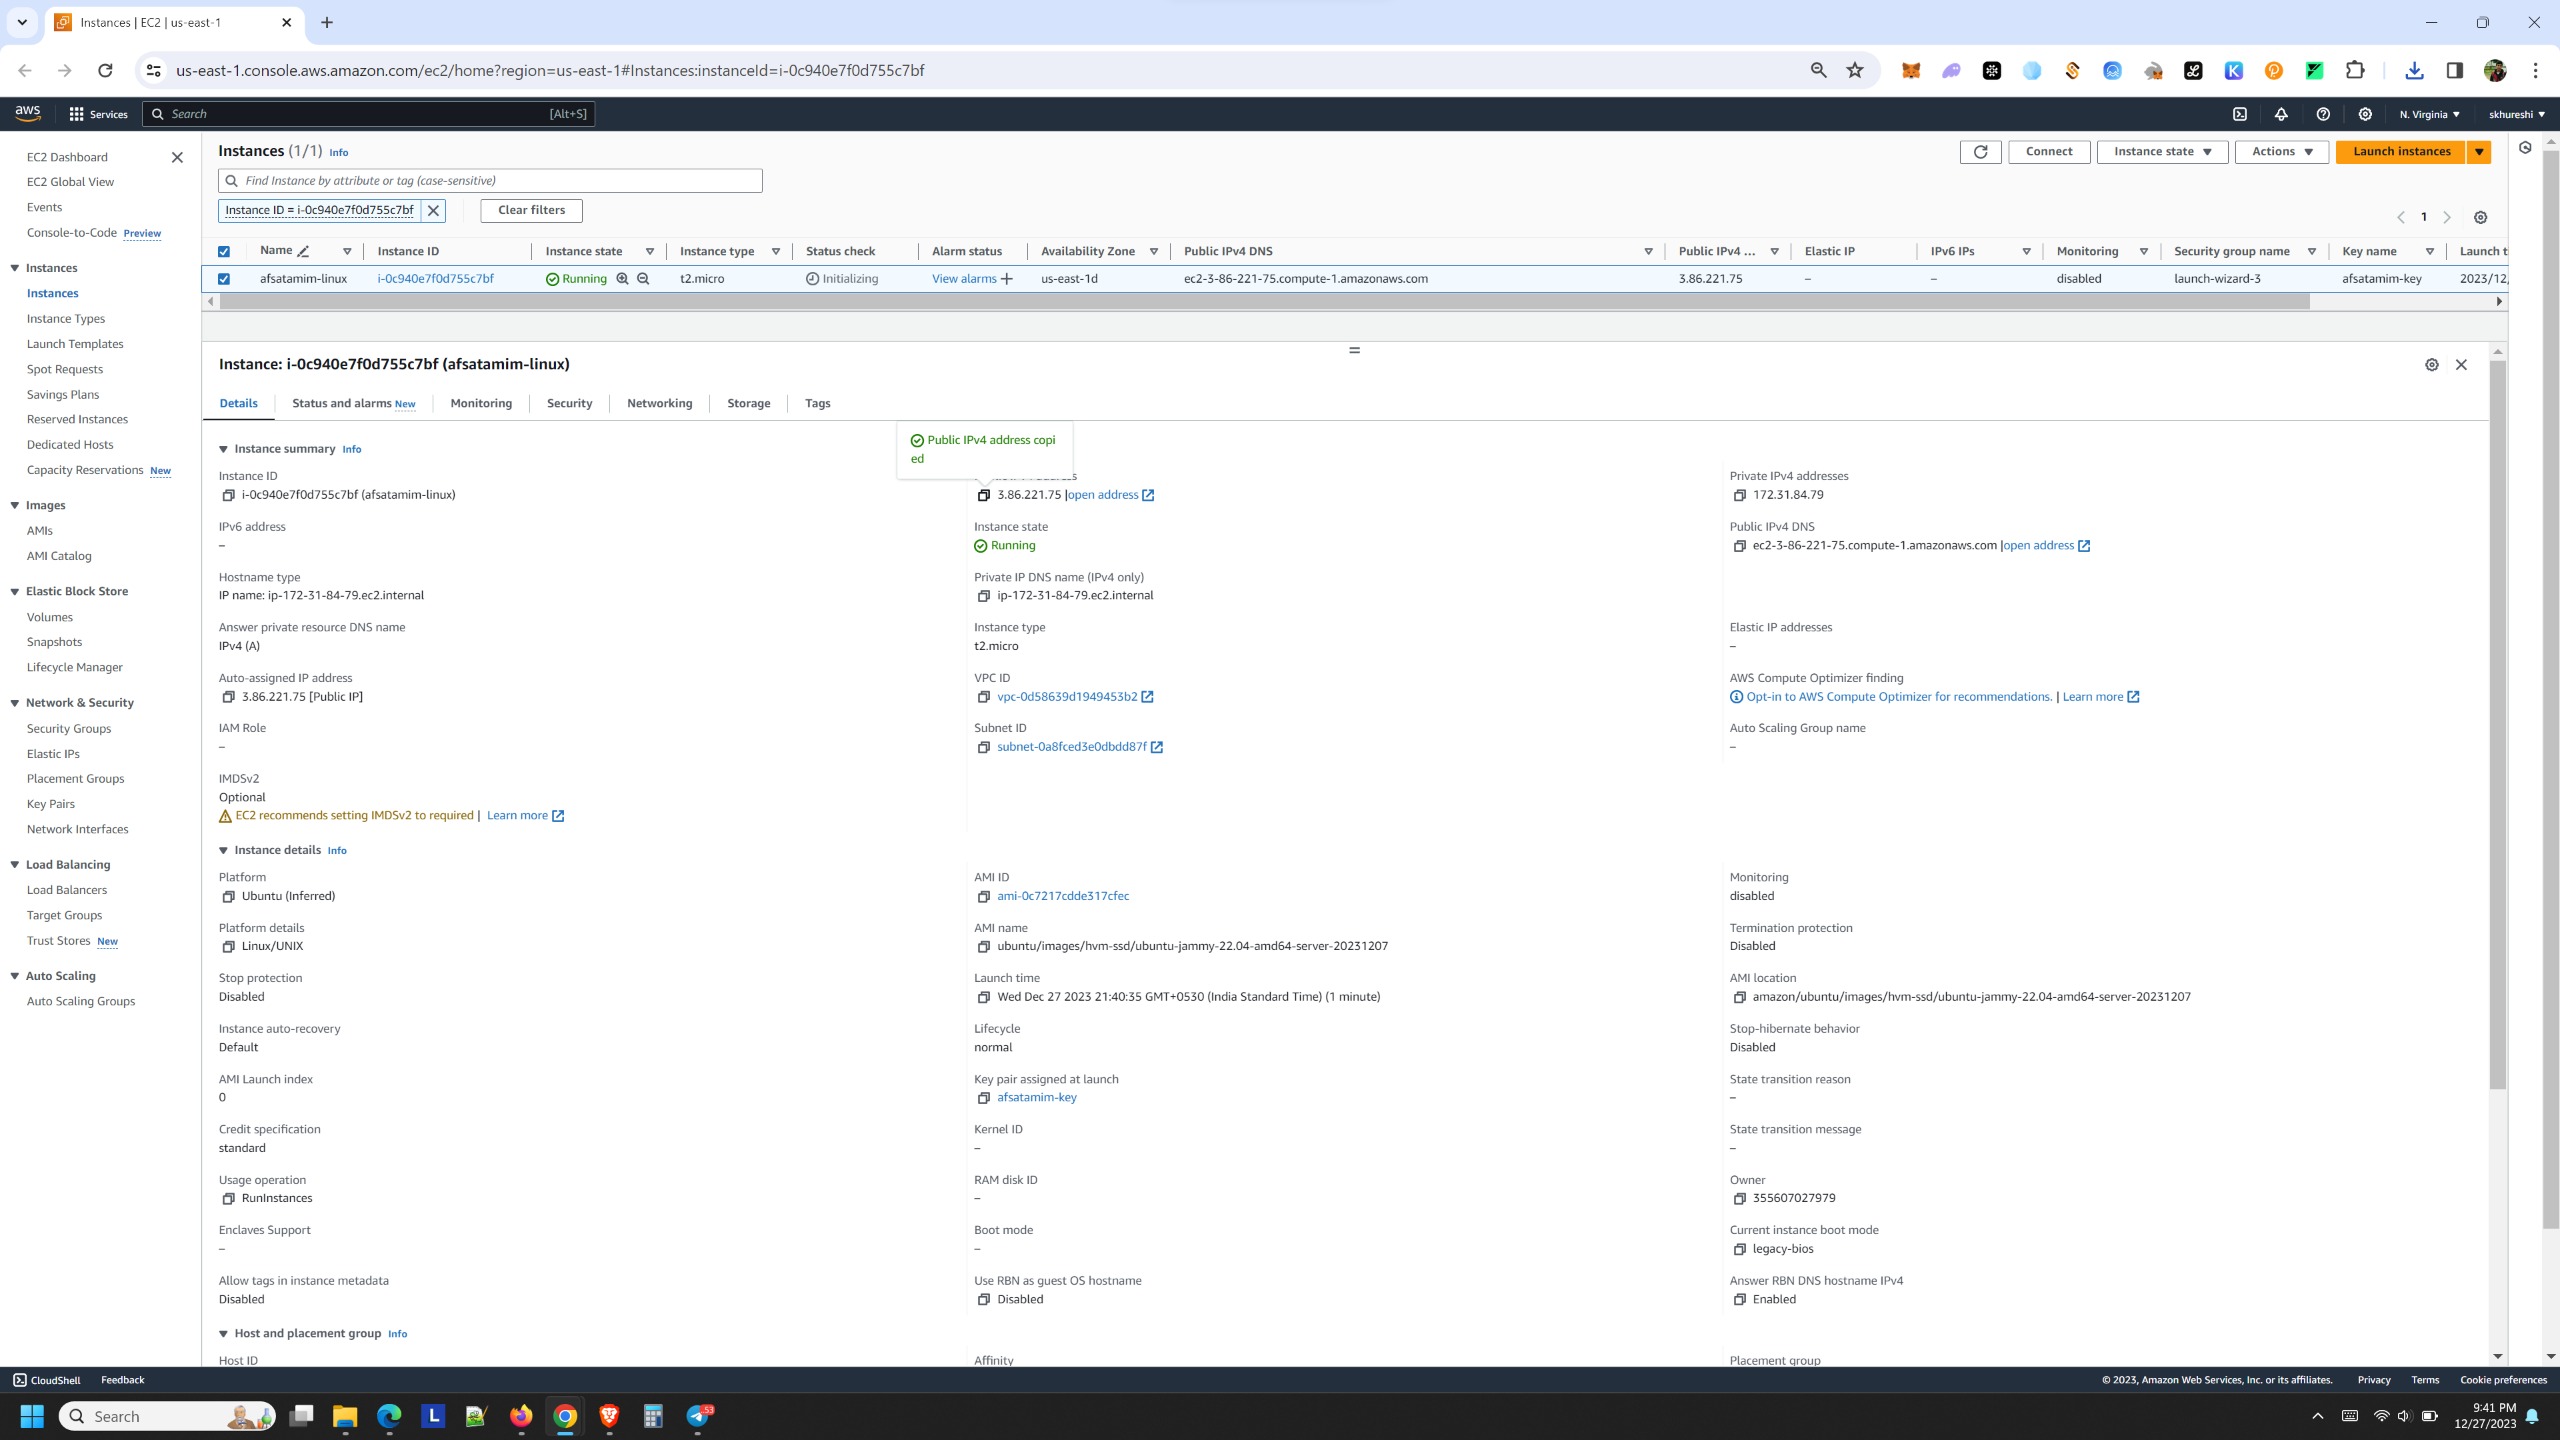 Instances | EC2 | us-east-1
us-east-1.console.aws.amazon.com/ec2/home?region=us-east-1#Instances:instanceId=i-0c940e7f0d755c7bf
aws
Services
Search
[Alt+S]
N. Virginia
skhureshi
EC2 Dashboard
EC2 Global View
Events
Console-to-Code Preview
Instances
Instances
Instance Types
Launch Templates
Spot Requests
Savings Plans
Reserved Instances
Dedicated Hosts
Capacity Reservations New
Images
AMIs
AMI Catalog
Elastic Block Store
Volumes
Snapshots
Lifecycle Manager
Network & Security
Security Groups
Elastic IPs
Placement Groups
Key Pairs
Network Interfaces
Load Balancing
Load Balancers
Target Groups
Trust Stores New
Auto Scaling
Auto Scaling Groups
Instances (1/1) Info
Connect
Instance state
Actions
Launch instances
Find Instance by attribute or tag (case-sensitive)
Instance ID = i-0c940e7f0d755c7bf
Clear filters
1
Name Instance ID Instance state Instance type Status check Alarm status Availability Zone Public IPv4 DNS Public IPv4 ... Elastic IP IPv6 IPs Monitoring Security group name Key name Launch t
afsatamim-linux i-0c940e7f0d755c7bf Running t2.micro Initializing View alarms + us-east-1d ec2-3-86-221-75.compute-1.amazonaws.com 3.86.221.75 – – disabled launch-wizard-3 afsatamim-key 2023/12/
Instance: i-0c940e7f0d755c7bf (afsatamim-linux)
Details Status and alarms New Monitoring Security Networking Storage Tags
Public IPv4 address copi
ed
Instance summary Info
Instance ID
i-0c940e7f0d755c7bf (afsatamim-linux)
3.86.221.75 |open address
Private IPv4 addresses
172.31.84.79
IPv6 address
–
Instance state
Running
Public IPv4 DNS
ec2-3-86-221-75.compute-1.amazonaws.com |open address
Hostname type
IP name: ip-172-31-84-79.ec2.internal
Private IP DNS name (IPv4 only)
ip-172-31-84-79.ec2.internal
Answer private resource DNS name
IPv4 (A)
Instance type
t2.micro
Elastic IP addresses
–
Auto-assigned IP address
3.86.221.75 [Public IP]
VPC ID
vpc-0d58639d1949453b2
AWS Compute Optimizer finding
Opt-in to AWS Compute Optimizer for recommendations. | Learn more
IAM Role
–
Subnet ID
subnet-0a8fced3e0dbdd87f
Auto Scaling Group name
–
IMDSv2
Optional
EC2 recommends setting IMDSv2 to required | Learn more
Instance details Info
Platform
Ubuntu (Inferred)
AMI ID
ami-0c7217cdde317cfec
Monitoring
disabled
Platform details
Linux/UNIX
AMI name
ubuntu/images/hvm-ssd/ubuntu-jammy-22.04-amd64-server-20231207
Termination protection
Disabled
Stop protection
Disabled
Launch time
Wed Dec 27 2023 21:40:35 GMT+0530 (India Standard Time) (1 minute)
AMI location
amazon/ubuntu/images/hvm-ssd/ubuntu-jammy-22.04-amd64-server-20231207
Instance auto-recovery
Default
Lifecycle
normal
Stop-hibernate behavior
Disabled
AMI Launch index
0
Key pair assigned at launch
afsatamim-key
State transition reason
–
Credit specification
standard
Kernel ID
–
State transition message
–
Usage operation
RunInstances
RAM disk ID
–
Owner
355607027979
Enclaves Support
–
Boot mode
–
Current instance boot mode
legacy-bios
Allow tags in instance metadata
Disabled
Use RBN as guest OS hostname
Disabled
Answer RBN DNS hostname IPv4
Enabled
Host and placement group Info
Host ID
Affinity
Placement group
CloudShell
Feedback
© 2023, Amazon Web Services, Inc. or its affiliates. Privacy Terms Cookie preferences
Search
53
9:41 PM
12/27/2023